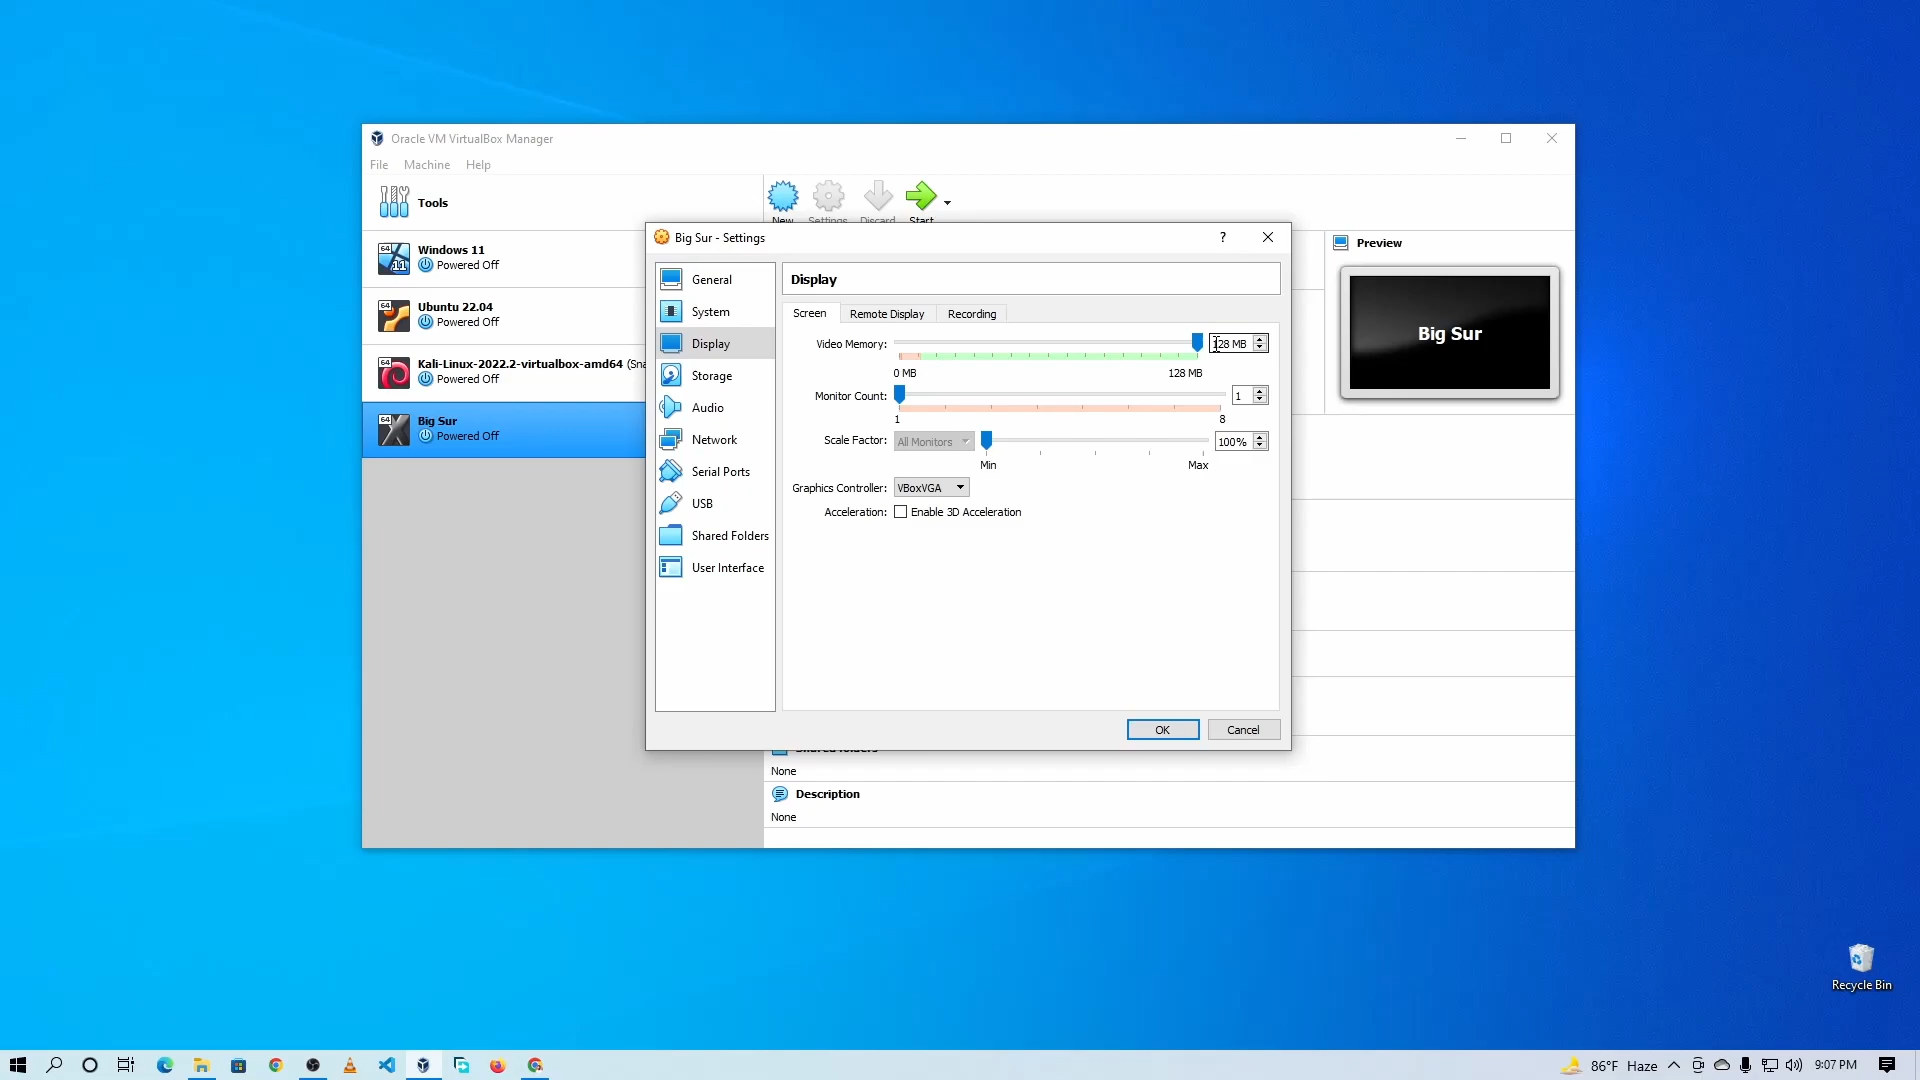 Oracle VM VirtualBox Manager
File Machine Help
Tools
New Settings Discard Start
Windows 11
Powered Off
Ubuntu 22.04
Powered Off
Kali-Linux-2022.2-virtualbox-amd64 (Sna
Powered Off
Big Sur
Powered Off
Preview
Big Sur
Big Sur - Settings
?
General
System
Display
Storage
Audio
Network
Serial Ports
USB
Shared Folders
User Interface
Display
Screen Remote Display Recording
Video Memory: 128 MB
0 MB 128 MB
Monitor Count: 1
1 8
Scale Factor: All Monitors 100%
Min Max
Graphics Controller: VBoxVGA
Acceleration: Enable 3D Acceleration
OK Cancel
Shared folders
None
Description
None
Recycle Bin
86°F Haze 9:07 PM